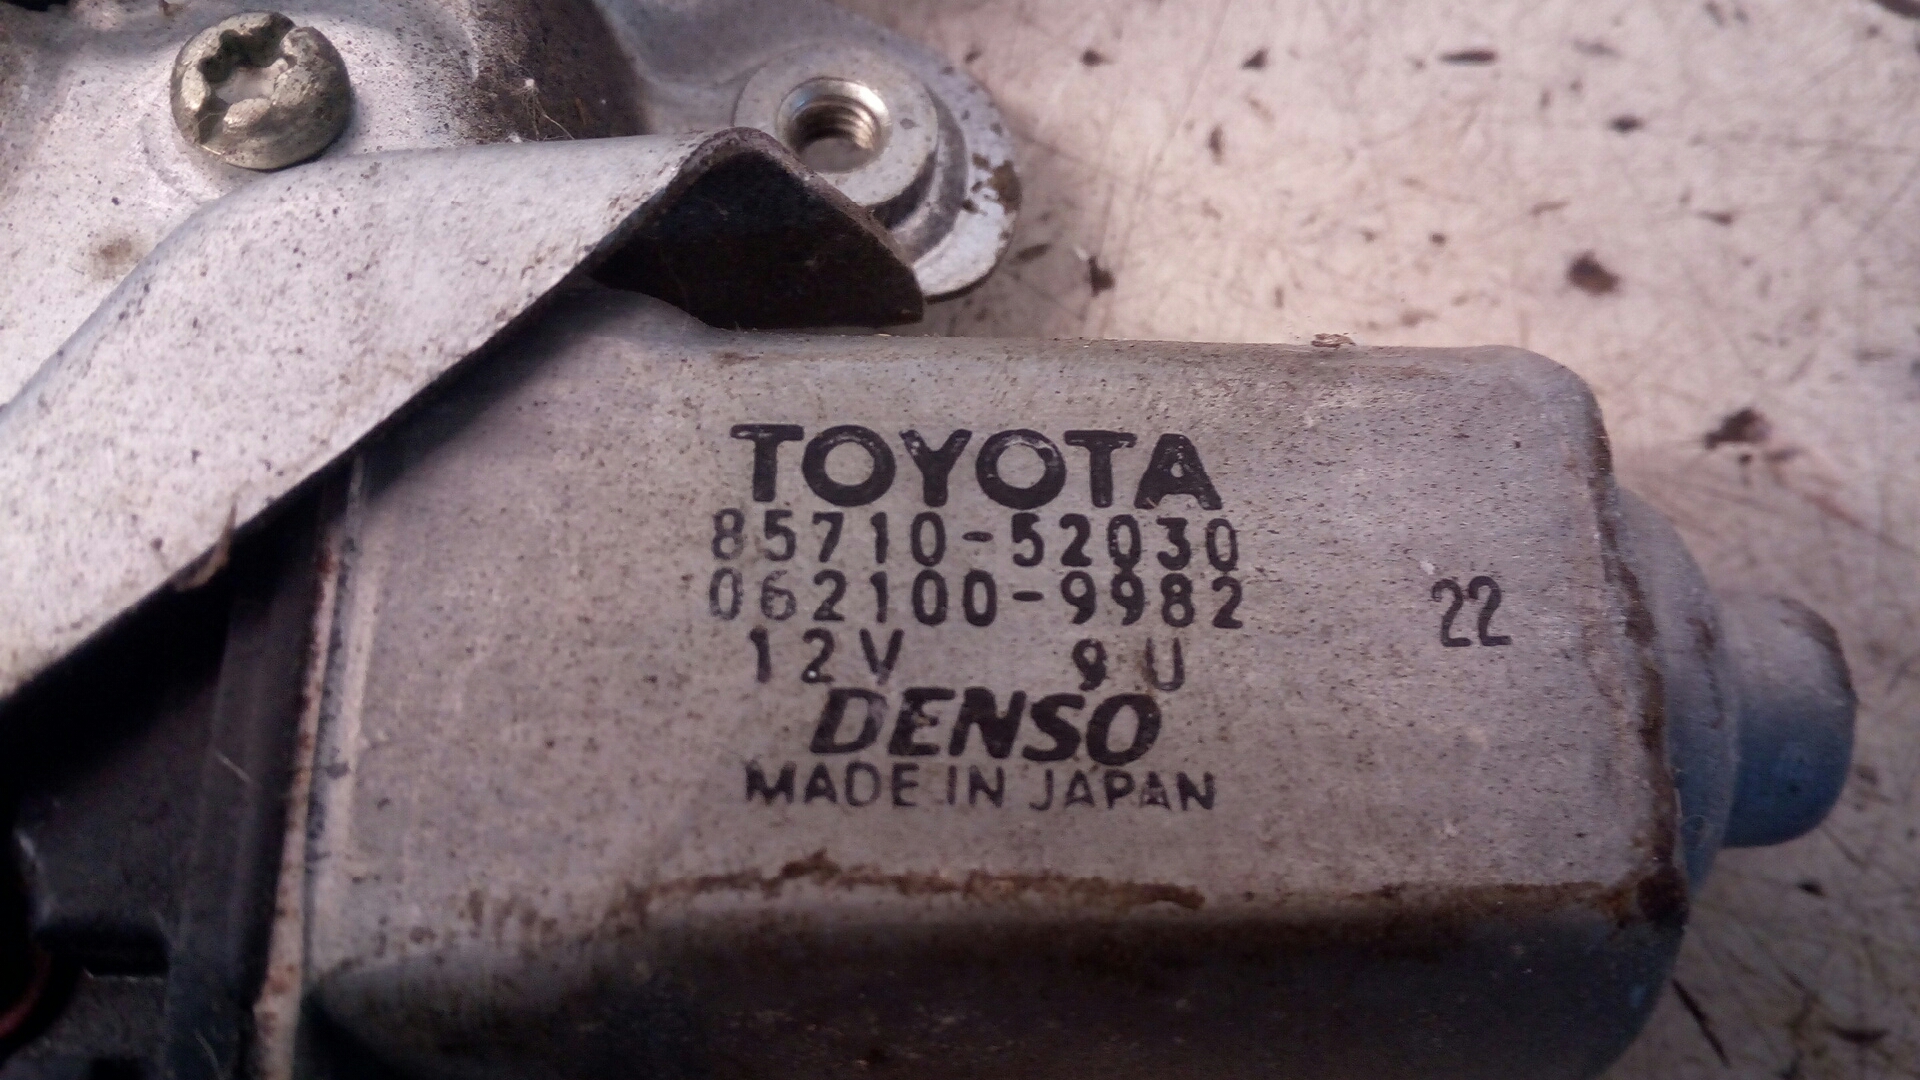 TOYOTA
85710-52030
062100-9982
22
12V 9U
DENSO
MADE IN JAPAN